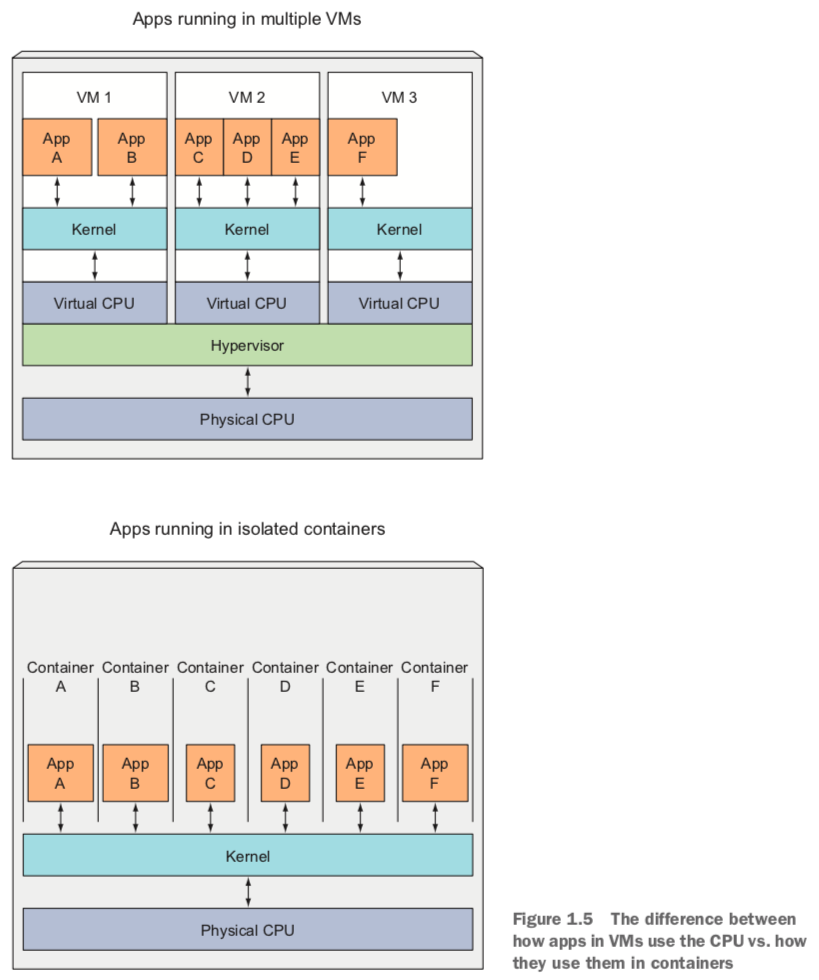 Apps running in multiple VMs
VM 1
VM 2
VM 3
App
A
App
B
App
C
App
D
App
E
App
F
Kernel
Kernel
Kernel
Virtual CPU
Virtual CPU
Virtual CPU
Hypervisor
Physical CPU
Apps running in isolated containers
Container
A
Container
B
Container
C
Container
D
Container
E
Container
F
App
A
App
B
App
C
App
D
App
E
App
F
Kernel
Physical CPU
Figure 1.5 The difference between
how apps in VMs use the CPU vs. how
they use them in containers